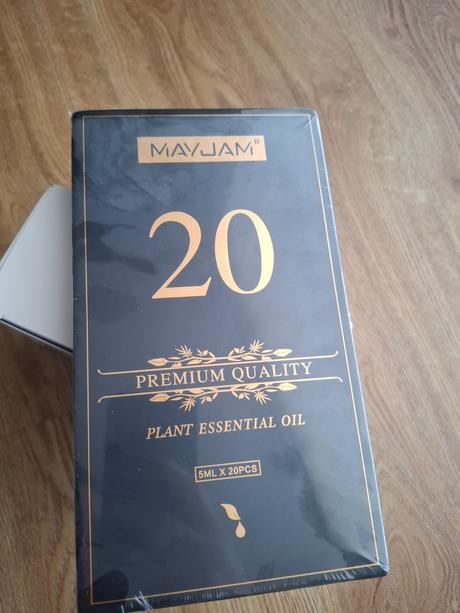 MAYJAM®
20
PREMIUM QUALITY
PLANT ESSENTIAL OIL
5ML X 20PCS